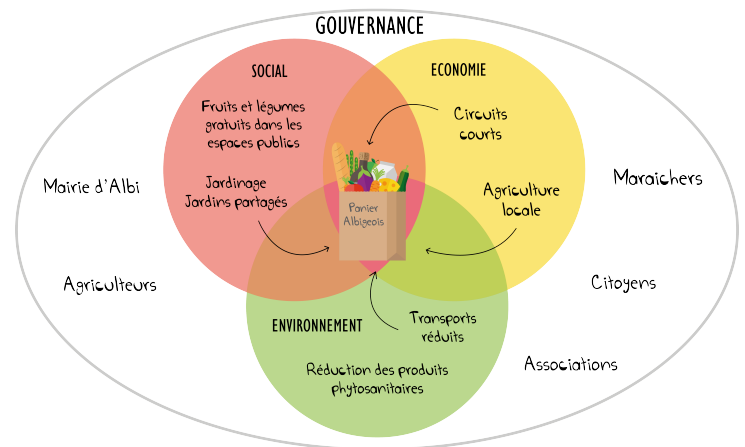 GOUVERNANCE
SOCIAL
ECONOMIE
Fruits et légumes
gratuits dans les
espaces publics
Circuits
courts
Mairie d'Albi
Jardinage
Jardins partagés
Panier
Albigeois
Agriculture
locale
Maraichers
Agriculteurs
Citoyens
ENVIRONNEMENT
Transports
réduits
Réduction des produits
phytosanitaires
Associations